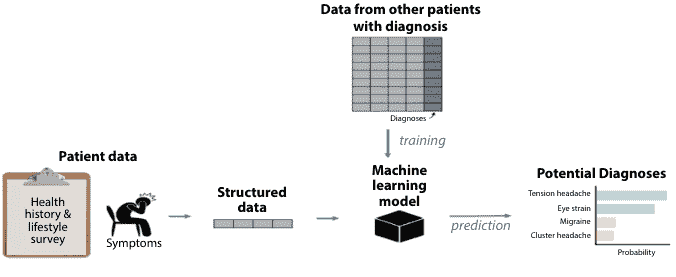 Data from other patients
with diagnosis
Diagnoses
training
Patient data
Health
history &
lifestyle
survey
Symptoms
Structured
data
Machine
learning
model
prediction
Potential Diagnoses
Tension headache
Eye strain
Migraine
Cluster headache
Probability